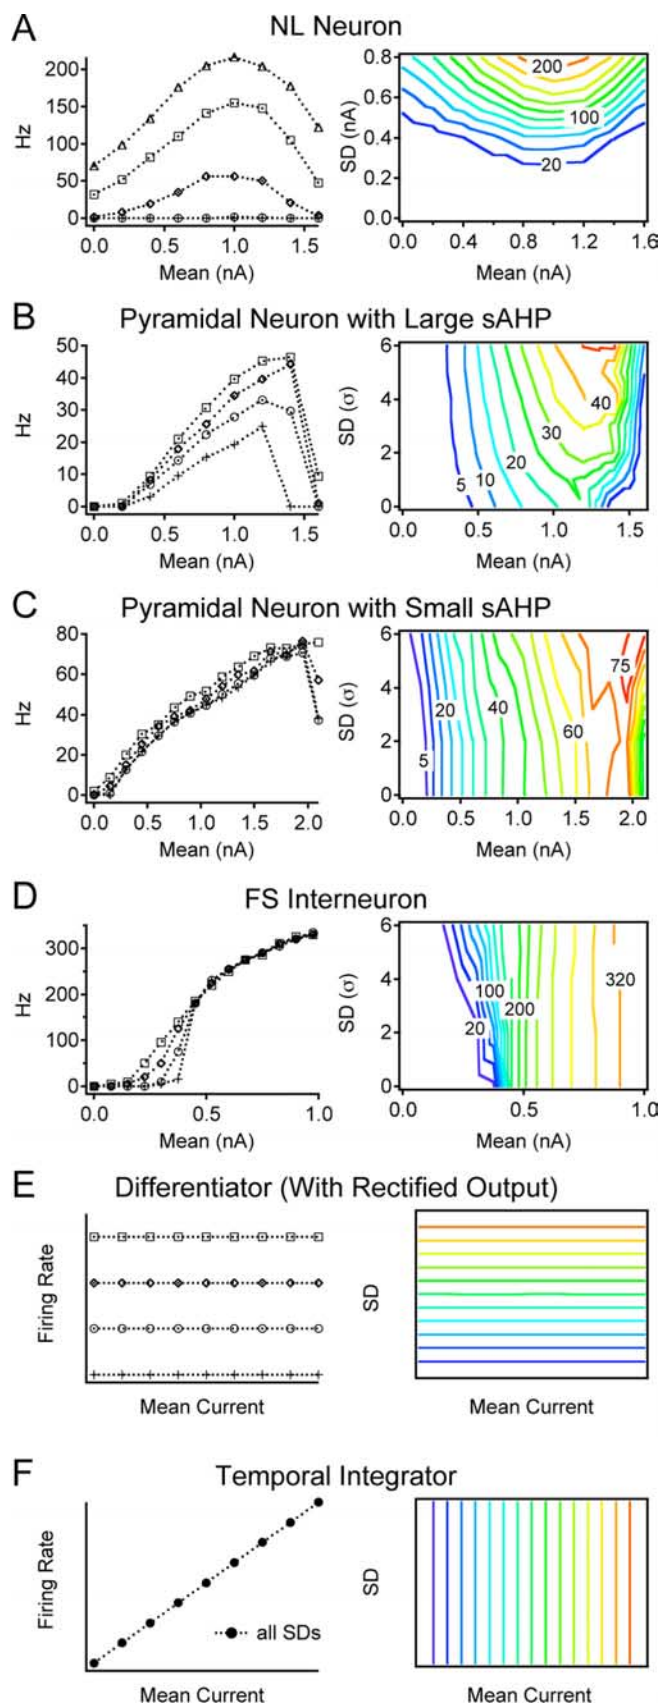 A
NL Neuron
200
150
100
50
0
Hz
0.0 0.5 1.0 1.5
Mean (nA)
0.8
0.6
0.4
0.2
0.0
SD (nA)
200
100
20
0.0 0.4 0.8 1.2 1.6
Mean (nA)
B
Pyramidal Neuron with Large sAHP
50
40
30
20
10
0
Hz
0.0 0.5 1.0 1.5
Mean (nA)
6
4
2
0
SD (σ)
40
30
20
10
5
0.0 0.5 1.0 1.5
Mean (nA)
C
Pyramidal Neuron with Small sAHP
80
60
40
20
0
Hz
0.0 0.5 1.0 1.5 2.0
Mean (nA)
6
4
2
0
SD (σ)
75
20
40
60
5
0.0 0.5 1.0 1.5 2.0
Mean (nA)
D
FS Interneuron
300
200
100
0
Hz
0.0 0.5 1.0
Mean (nA)
6
4
2
0
SD (σ)
100
320
200
20
0.0 0.5 1.0
Mean (nA)
E
Differentiator (With Rectified Output)
Firing Rate
Mean Current
SD
Mean Current
F
Temporal Integrator
Firing Rate
all SDs
Mean Current
SD
Mean Current